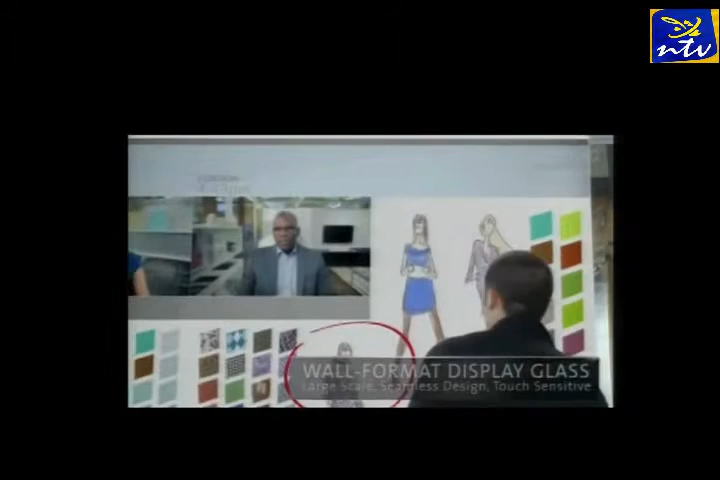 ntv
WALL-FORMAT DISPLAY GLASS
Large Scale, Seamless Design, Touch Sensitive